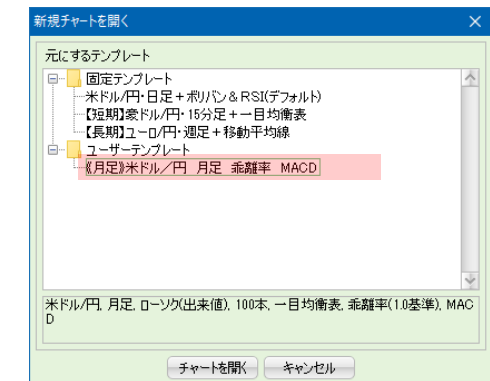 新規チャートを開く
元にするテンプレート
固定テンプレート
米ドル/円・日足+ボリバン&RSI(デフォルト)
【短期】豪ドル/円・15分足+一目均衡表
【長期】ユーロ/円・週足+移動平均線
ユーザーテンプレート
《月足》米ドル/円 月足 乖離率 MACD
米ドル/円, 月足, ローソク(出来値), 100本, 一目均衡表, 乖離率(1.0基準), MAC
D
チャートを開く キャンセル